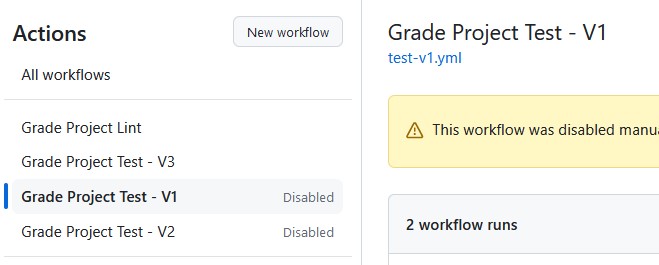 Actions
New workflow
All workflows
Grade Project Lint
Grade Project Test - V3
Grade Project Test - V1 Disabled
Grade Project Test - V2 Disabled
Grade Project Test - V1
test-v1.yml
This workflow was disabled
2 workflow runs